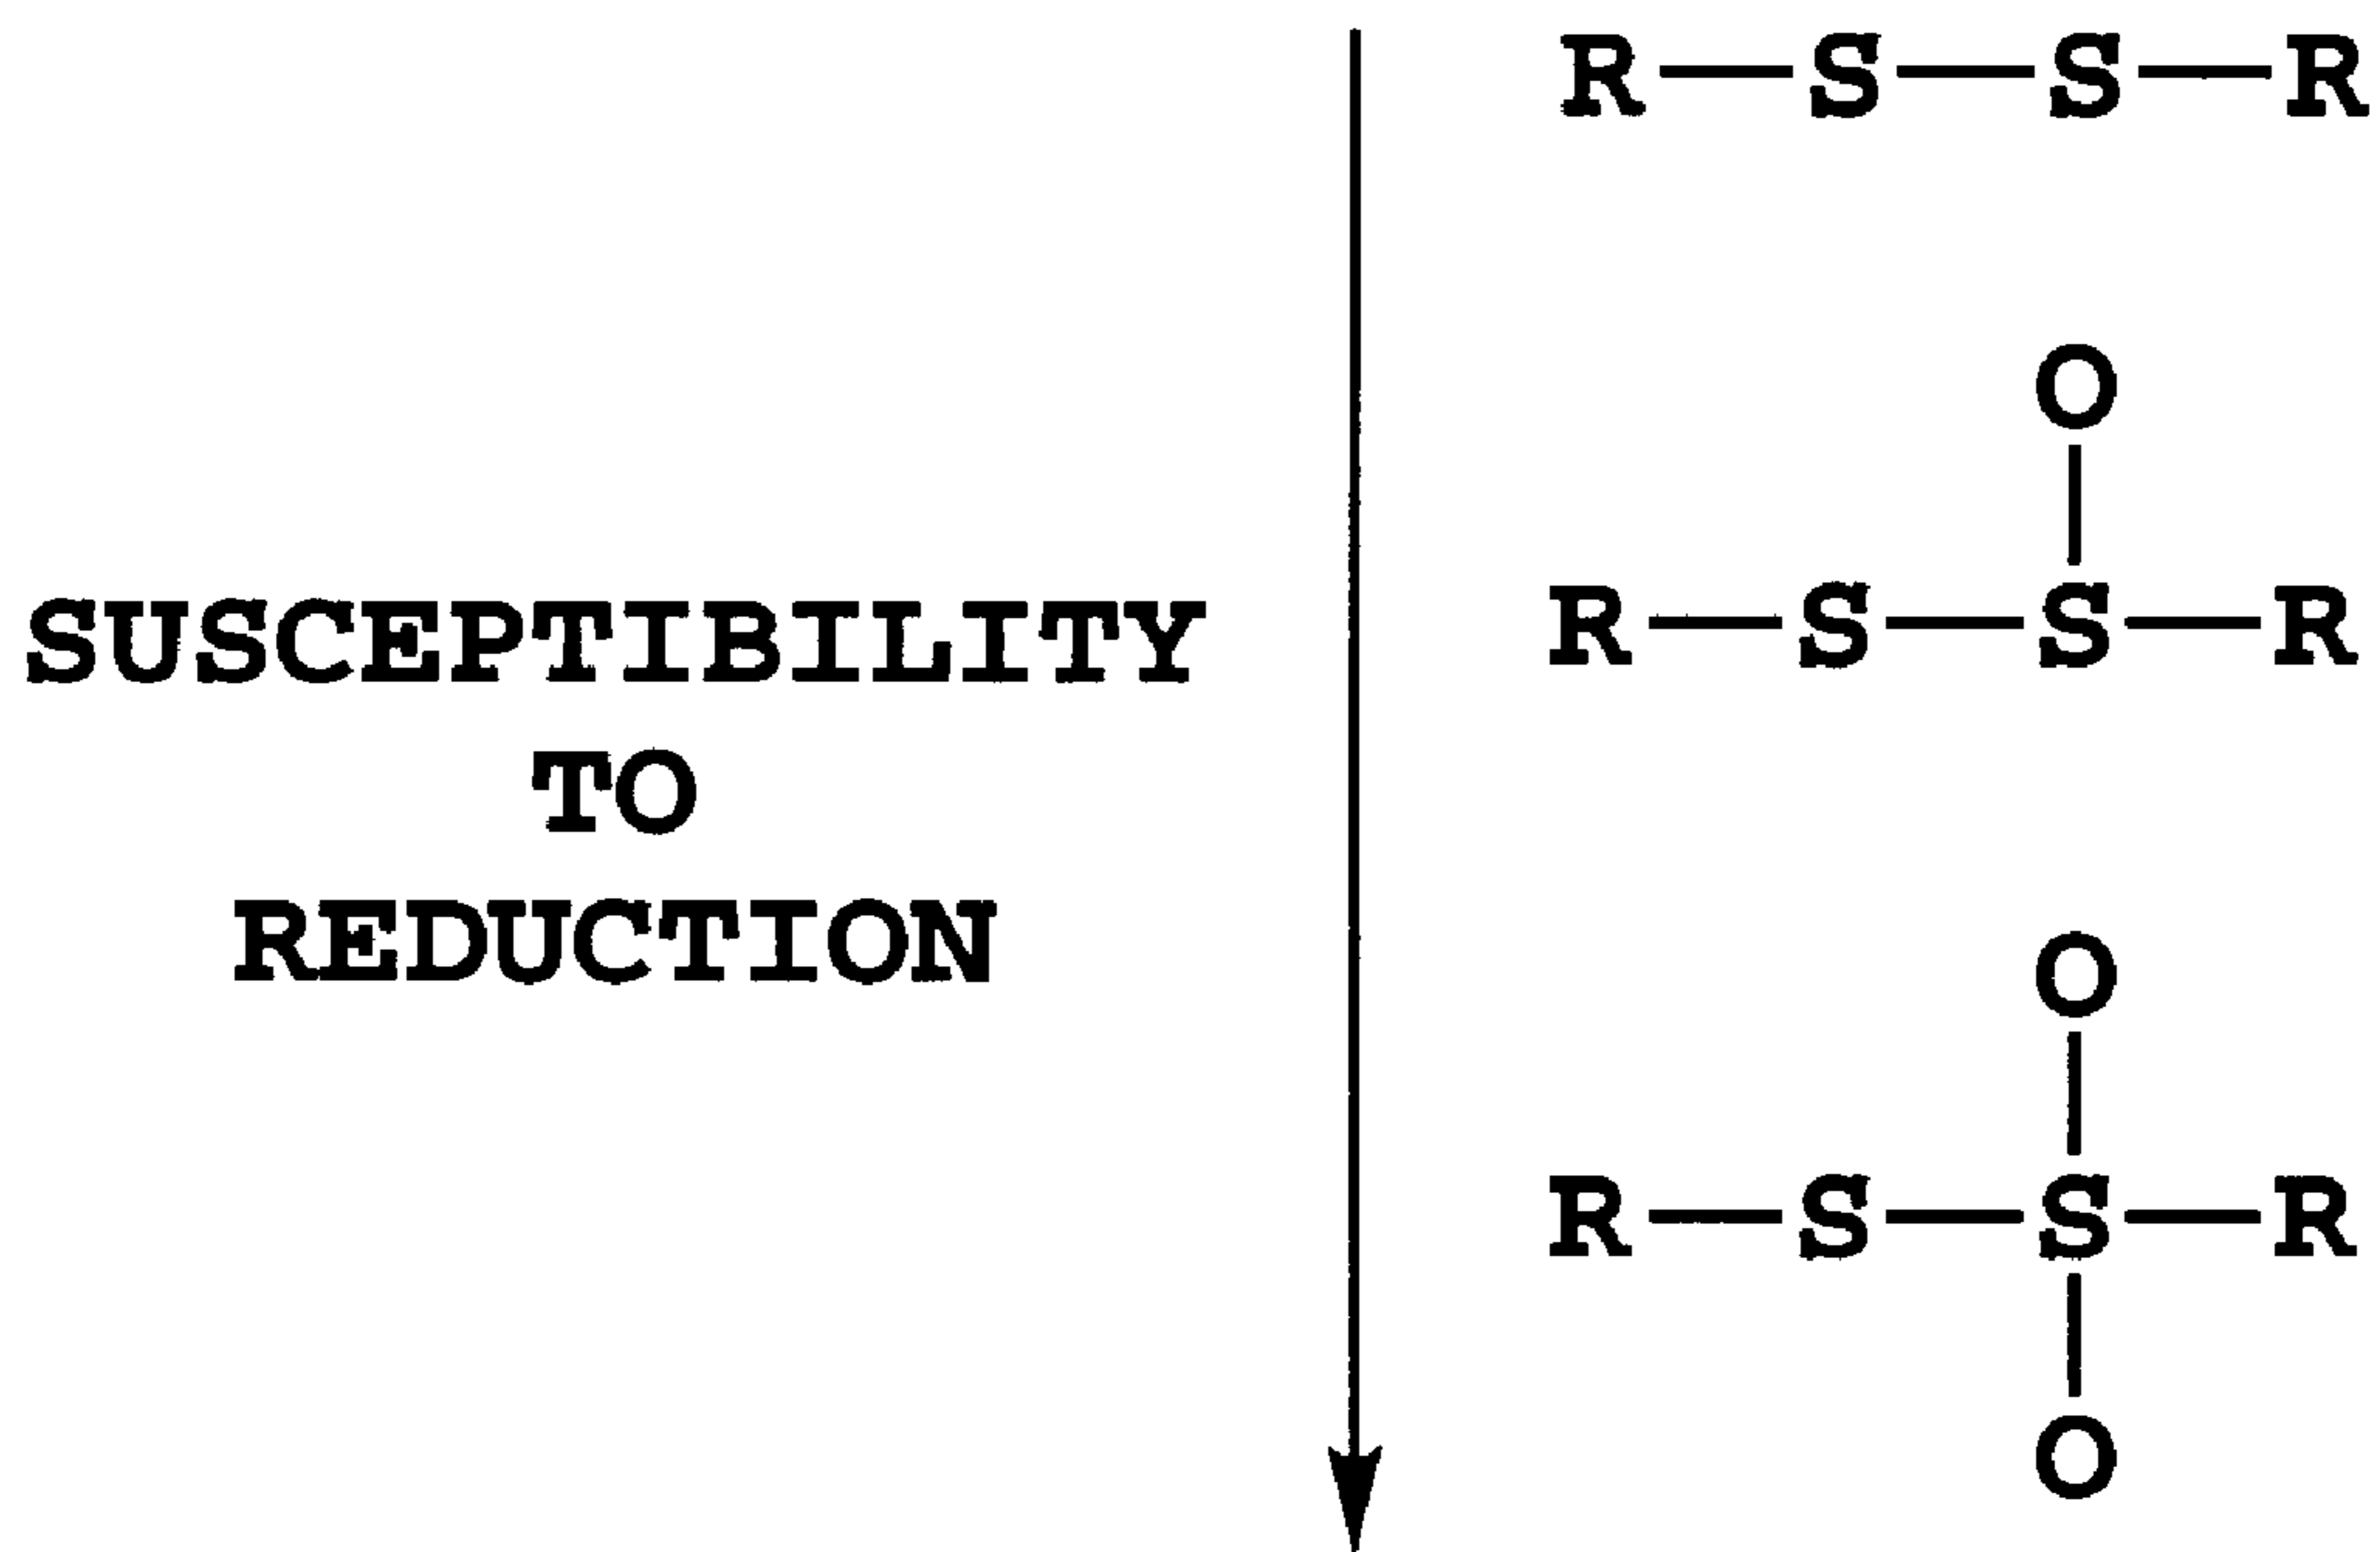 R—S—S—R
O
R—S—S—R
SUSCEPTIBILITY
TO
REDUCTION
O
R—S—S—R
O